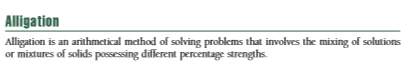 Alligation
Alligation is an arithmetical method of solving problems that involves the mixing of solutions
or mixtures of solids possessing different percentage strengths.